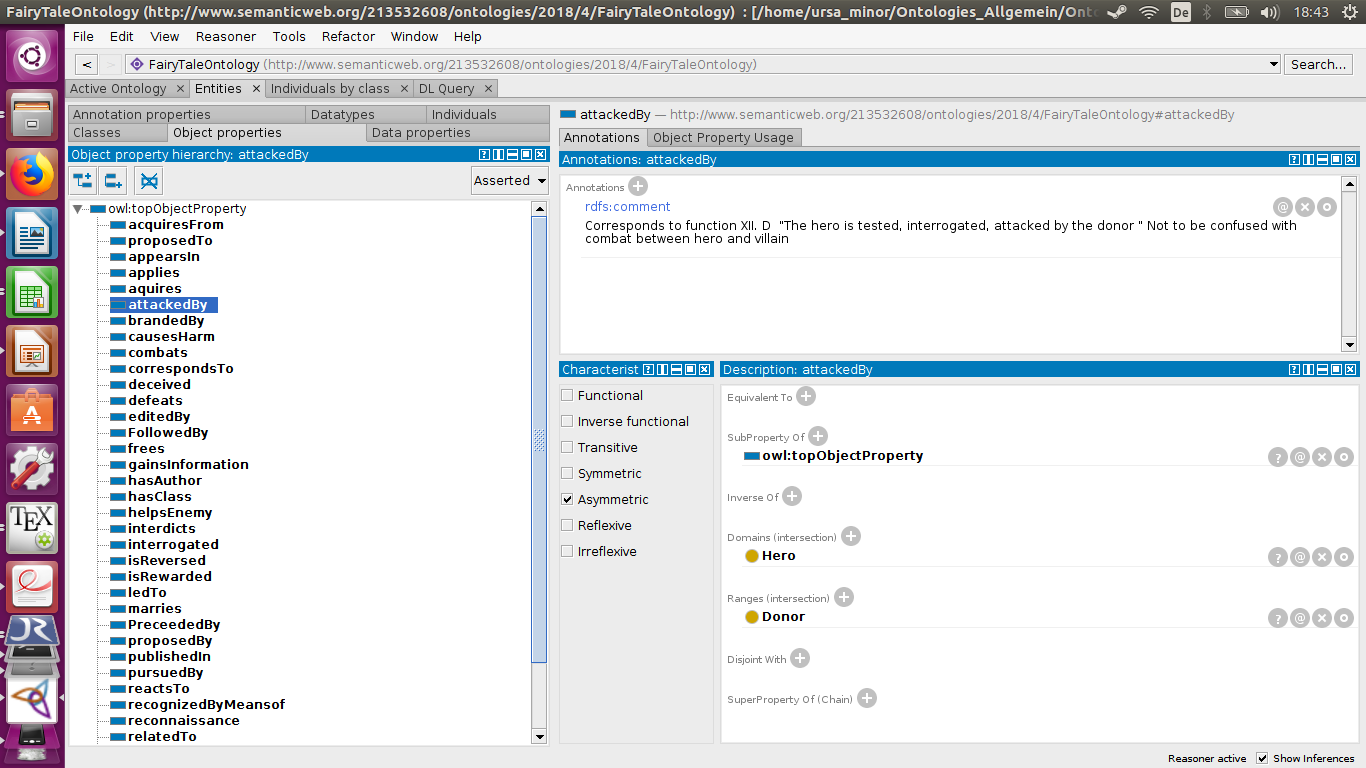 FairyTaleOntology (http://www.semanticweb.org/213532608/ontologies/2018/4/FairyTaleOntology) : [/home/ursa_minor/Ontologies_Allgemein/Onto
De
18:43
File Edit View Reasoner Tools Refactor Window Help
< > FairyTaleOntology (http://www.semanticweb.org/213532608/ontologies/2018/4/FairyTaleOntology) Search...
Active Ontology × Entities × Individuals by class × DL Query ×
Annotation properties Datatypes Individuals
Classes Object properties Data properties
Object property hierarchy: attackedBy
Asserted
owl:topObjectProperty
acquiresFrom
proposedTo
appearsIn
applies
aquires
attackedBy
brandedBy
causesHarm
combats
correspondsTo
deceived
defeats
editedBy
FollowedBy
frees
gainsInformation
hasAuthor
hasClass
helpsEnemy
interdicts
interrogated
isReversed
isRewarded
ledTo
marries
PreceededBy
proposedBy
publishedIn
pursuedBy
reactsTo
recognizedByMeansof
reconnaissance
relatedTo
attackedBy — http://www.semanticweb.org/213532608/ontologies/2018/4/FairyTaleOntology#attackedBy
Annotations Object Property Usage
Annotations: attackedBy
Annotations
rdfs:comment
Corresponds to function XII. D "The hero is tested, interrogated, attacked by the donor " Not to be confused with
combat between hero and villain
Characterist
Functional
Inverse functional
Transitive
Symmetric
Asymmetric
Reflexive
Irreflexive
Description: attackedBy
Equivalent To
SubProperty Of
owl:topObjectProperty
Inverse Of
Domains (intersection)
Hero
Ranges (intersection)
Donor
Disjoint With
SuperProperty Of (Chain)
Reasoner active Show Inferences
TEX
JR